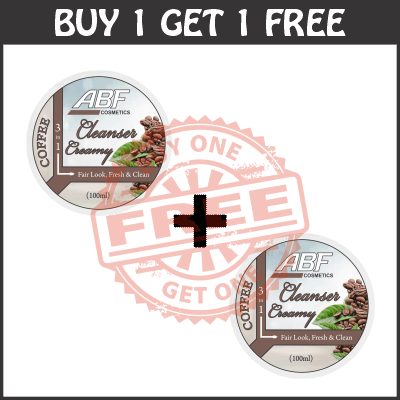 BUY 1 GET 1 FREE
ABF
COSMETICS
COFFEE
3 in 1
Cleanser
Creamy
Fair Look, Fresh & Clean
(100ml)
BUY ONE
FREE
GET ONE
ABF
COSMETICS
COFFEE
3 in 1
Cleanser
Creamy
Fair Look, Fresh & Clean
(100ml)